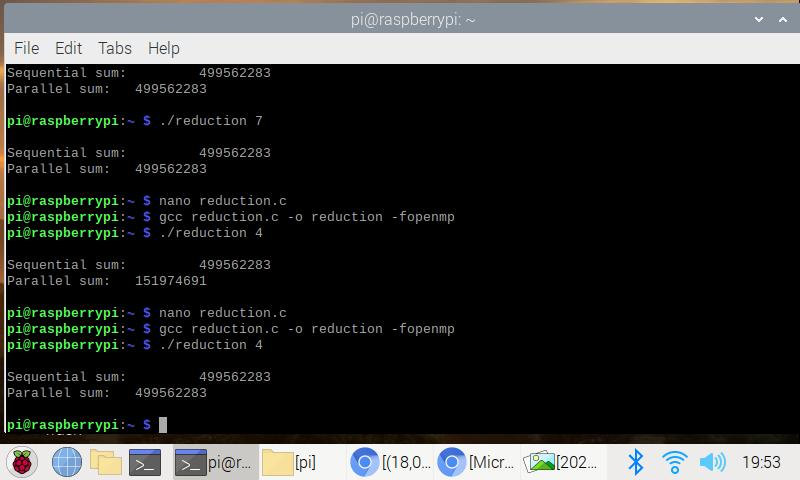 pi@raspberrypi: ~
File Edit Tabs Help
Sequential sum: 499562283
Parallel sum: 499562283
pi@raspberrypi:~ $ ./reduction 7
Sequential sum: 499562283
Parallel sum: 499562283
pi@raspberrypi:~ $ nano reduction.c
pi@raspberrypi:~ $ gcc reduction.c -o reduction -fopenmp
pi@raspberrypi:~ $ ./reduction 4
Sequential sum: 499562283
Parallel sum: 151974691
pi@raspberrypi:~ $ nano reduction.c
pi@raspberrypi:~ $ gcc reduction.c -o reduction -fopenmp
pi@raspberrypi:~ $ ./reduction 4
Sequential sum: 499562283
Parallel sum: 499562283
pi@raspberrypi:~ $
>_ >_ pi@r... [pi] [(18,0... [Micr... [202... 19:53